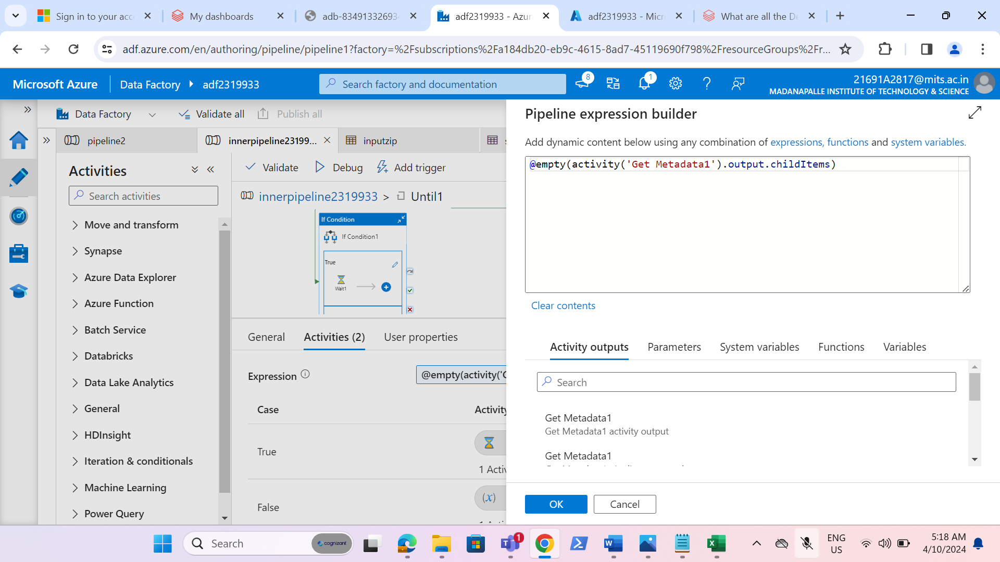 Sign in to your acc
My dashboards
adb-83491332693
adf2319933 - Azur
adf2319933 - Micr
What are all the De
adf.azure.com/en/authoring/pipeline/pipeline1?factory=%2Fsubscriptions%2Fa184db20-eb9c-4615-8ad7-45119690f798%2FresourceGroups%2Fr...
Microsoft Azure
Data Factory
adf2319933
Search factory and documentation
8
1
21691A2817@mits.ac.in
MADANAPALLE INSTITUTE OF TECHNOLOGY & SCIENCE
Data Factory
Validate all
Publish all
pipeline2
innerpipeline23199...
inputzip
Activities
Search activities
Move and transform
Synapse
Azure Data Explorer
Azure Function
Batch Service
Databricks
Data Lake Analytics
General
HDInsight
Iteration & conditionals
Machine Learning
Power Query
Validate
Debug
Add trigger
innerpipeline2319933 > Until1
If Condition
If Condition1
True
Wait1
General
Activities (2)
User properties
Expression
@empty(activity('G
Case
Activity
True
1 Activ
False
Pipeline expression builder
Add dynamic content below using any combination of expressions, functions and system variables.
@empty(activity('Get Metadata1').output.childItems)
Clear contents
Activity outputs
Parameters
System variables
Functions
Variables
Search
Get Metadata1
Get Metadata1 activity output
Get Metadata1
OK
Cancel
Search
cognizant
1
ENG
US
5:18 AM
4/10/2024